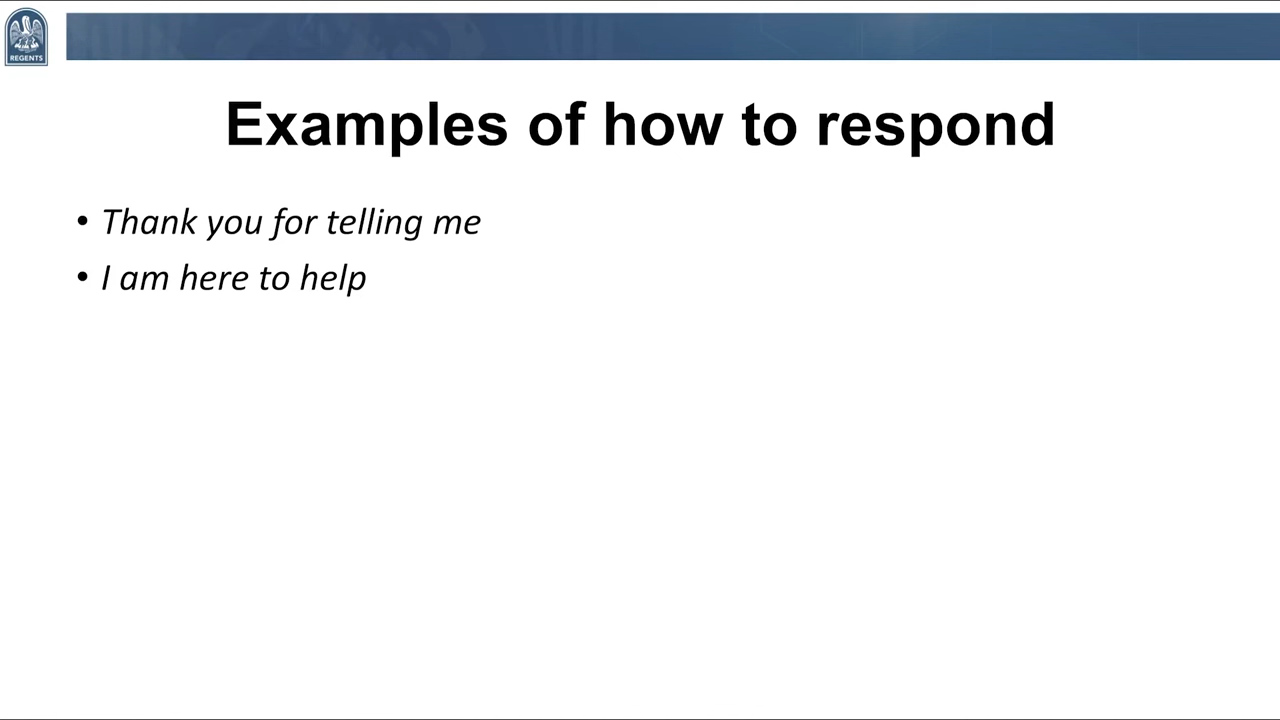 REGENTS
Examples of how to respond
• Thank you for telling me
• I am here to help